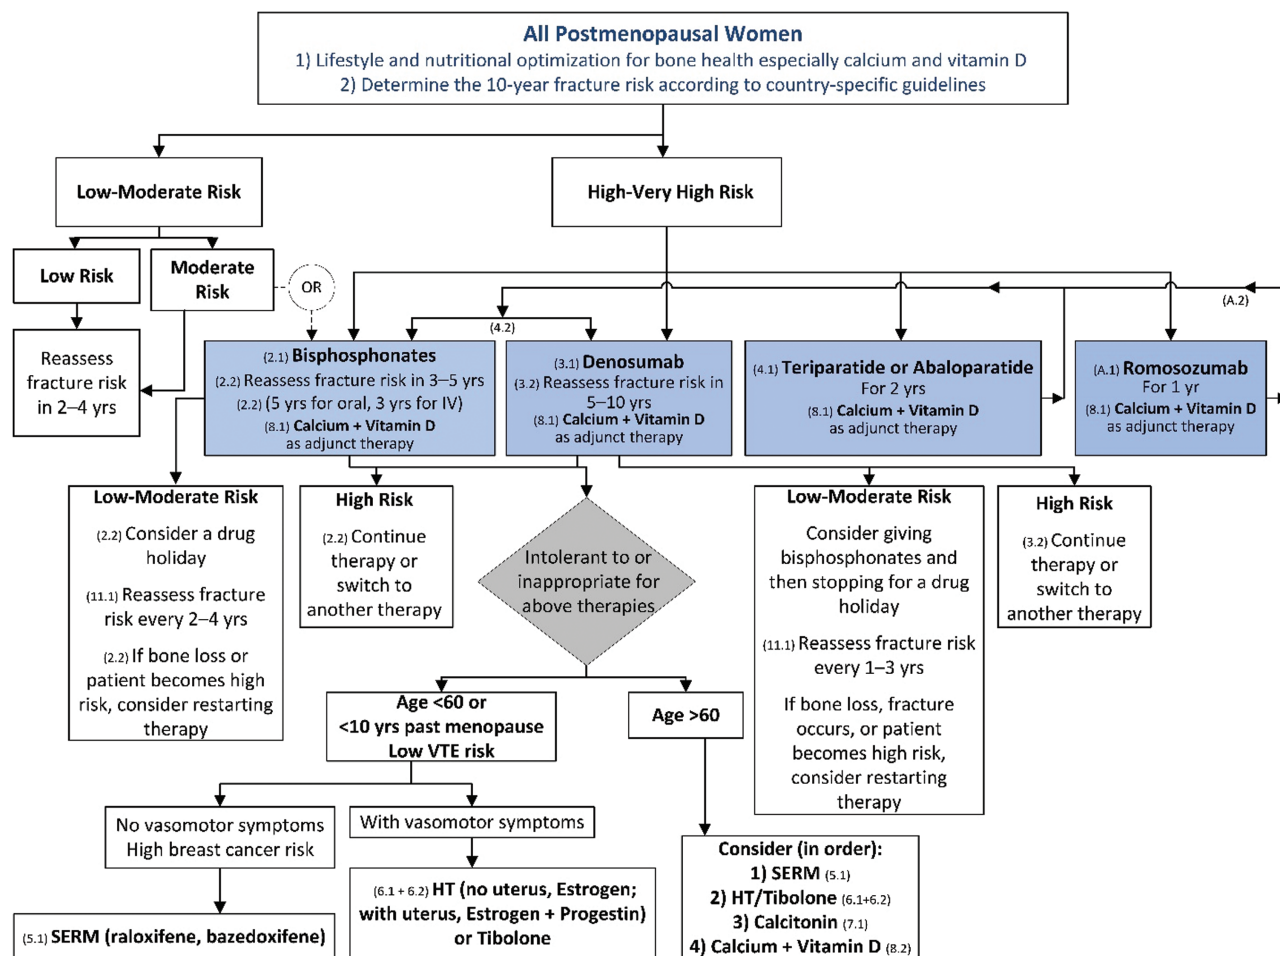 All Postmenopausal Women
1) Lifestyle and nutritional optimization for bone health especially calcium and vitamin D
2) Determine the 10-year fracture risk according to country-specific guidelines
Low-Moderate Risk
High-Very High Risk
Low Risk
Moderate
Risk
OR
(A.2)
(4.2)
Reassess
fracture risk
in 2–4 yrs
(2.1) Bisphosphonates
(2.2) Reassess fracture risk in 3–5 yrs
(2.2) (5 yrs for oral, 3 yrs for IV)
(8.1) Calcium + Vitamin D
as adjunct therapy
(3.1) Denosumab
(3.2) Reassess fracture risk in
5–10 yrs
(8.1) Calcium + Vitamin D
as adjunct therapy
(4.1) Teriparatide or Abaloparatide
For 2 yrs
(8.1) Calcium + Vitamin D
as adjunct therapy
(A.1) Romosozumab
For 1 yr
(8.1) Calcium + Vitamin D
as adjunct therapy
Low-Moderate Risk
(2.2) Consider a drug
holiday
(11.1) Reassess fracture
risk every 2–4 yrs
(2.2) If bone loss or
patient becomes high
risk, consider restarting
therapy
High Risk
(2.2) Continue
therapy or
switch to
another therapy
Intolerant to or
inappropriate for
above therapies
Low-Moderate Risk
Consider giving
bisphosphonates and
then stopping for a drug
holiday
(11.1) Reassess fracture risk
every 1–3 yrs
If bone loss, fracture
occurs, or patient
becomes high risk,
consider restarting
therapy
High Risk
(3.2) Continue
therapy or
switch to
another therapy
Age <60 or
<10 yrs past menopause
Low VTE risk
Age >60
No vasomotor symptoms
High breast cancer risk
With vasomotor symptoms
(5.1) SERM (raloxifene, bazedoxifene)
(6.1 + 6.2) HT (no uterus, Estrogen;
with uterus, Estrogen + Progestin)
or Tibolone
Consider (in order):
1) SERM (5.1)
2) HT/Tibolone (6.1+6.2)
3) Calcitonin (7.1)
4) Calcium + Vitamin D (8.2)